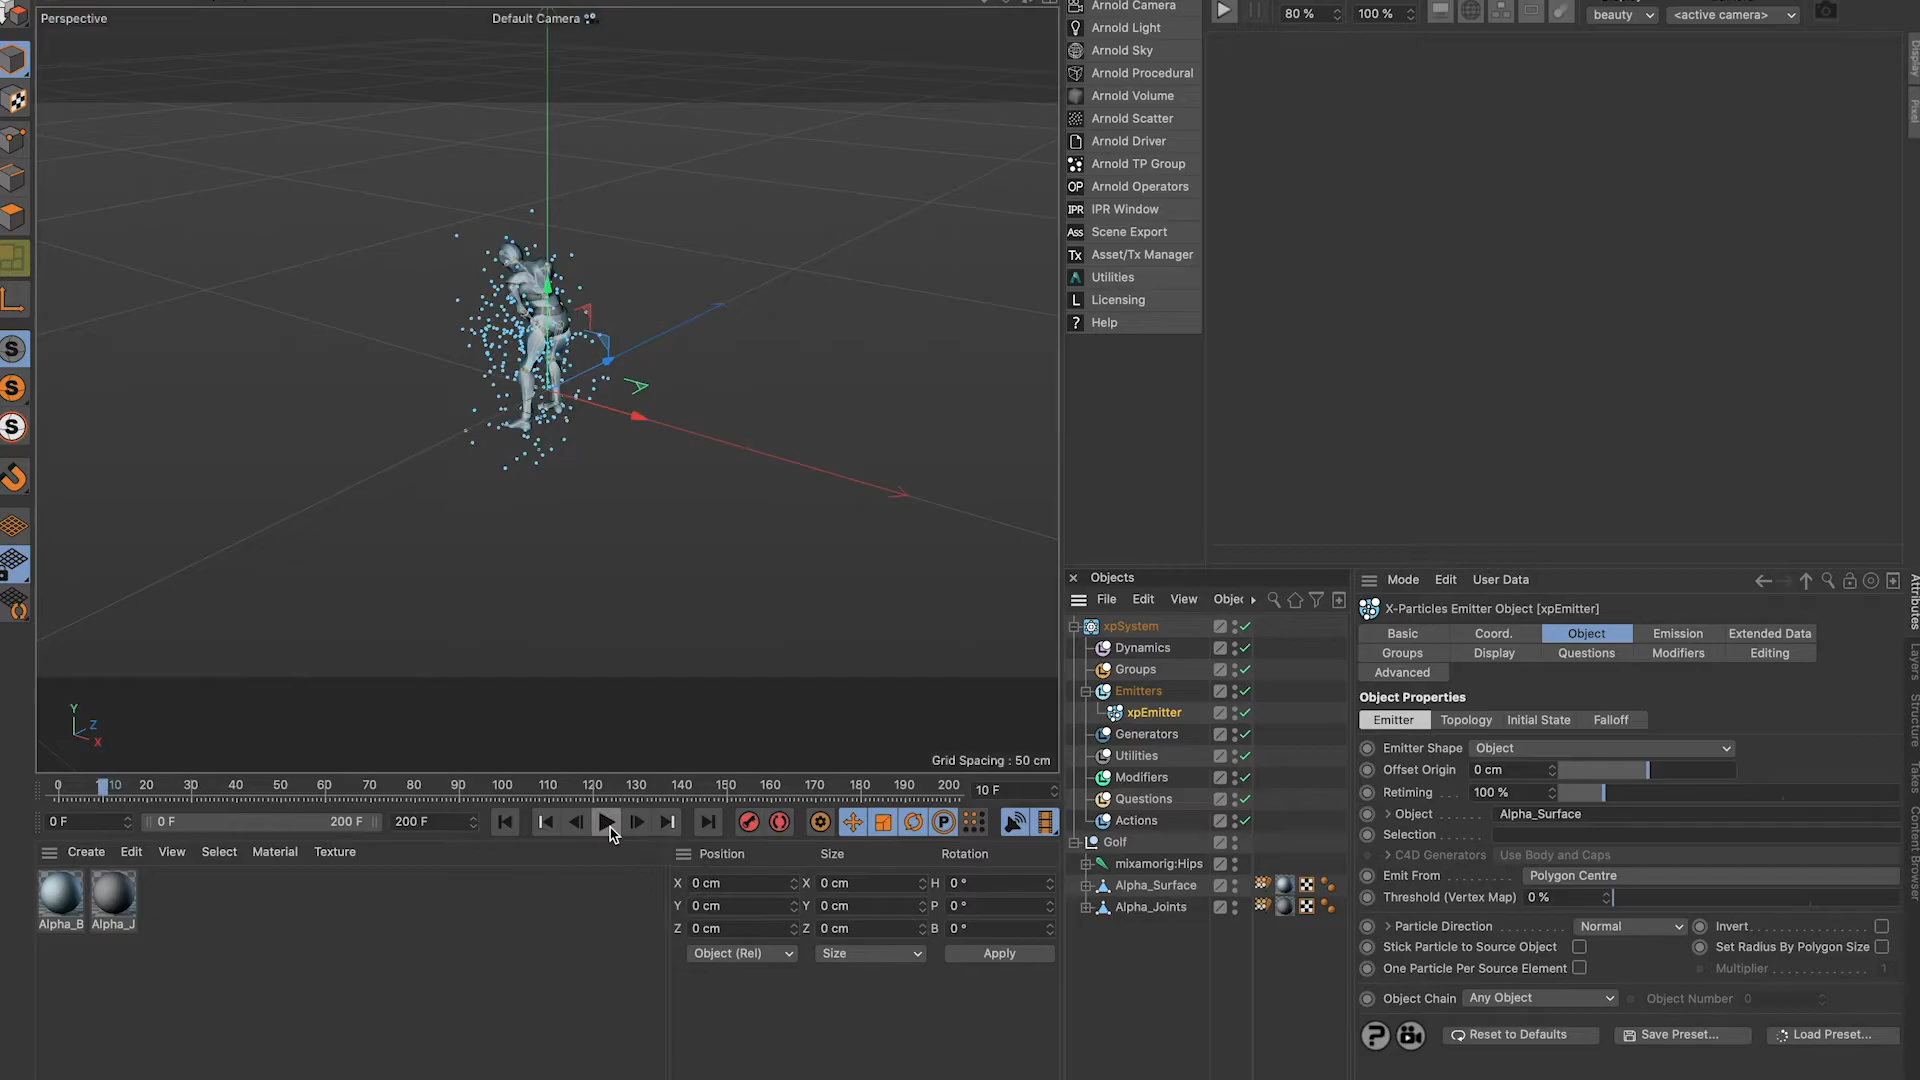 Perspective
Default Camera
Grid Spacing : 50 cm
Y
Z
X
0 10 20 30 40 50 60 70 80 90 100 110 120 130 140 150 160 170 180 190 200
10 F
0 F
0 F 200 F
200 F
Create Edit View Select Material Texture
Alpha_B Alpha_J
Position Size Rotation
X 0 cm X 0 cm H 0 °
Y 0 cm Y 0 cm P 0 °
Z 0 cm Z 0 cm B 0 °
Object (Rel) Size Apply
Arnold Camera
Arnold Light
Arnold Sky
Arnold Procedural
Arnold Volume
Arnold Scatter
Arnold Driver
Arnold TP Group
OP Arnold Operators
IPR IPR Window
Ass Scene Export
Tx Asset/Tx Manager
Utilities
L Licensing
? Help
80 % 100 % beauty <active camera>
Display
Pixel
Objects
File Edit View Objec
xpSystem
Dynamics
Groups
Emitters
xpEmitter
Generators
Utilities
Modifiers
Questions
Actions
Golf
mixamorig:Hips
Alpha_Surface
Alpha_Joints
Mode Edit User Data
X-Particles Emitter Object [xpEmitter]
Basic Coord. Object Emission Extended Data
Groups Display Questions Modifiers Editing
Advanced
Object Properties
Emitter Topology Initial State Falloff
Emitter Shape Object
Offset Origin 0 cm
Retiming 100 %
Object Alpha_Surface
Selection
C4D Generators Use Body and Caps
Emit From Polygon Centre
Threshold (Vertex Map) 0 %
Particle Direction Normal Invert
Stick Particle to Source Object Set Radius By Polygon Size
One Particle Per Source Element Multiplier 1
Object Chain Any Object Object Number 0
Reset to Defaults Save Preset... Load Preset...
Attributes
Layers
Structure
Takes
Content Browser